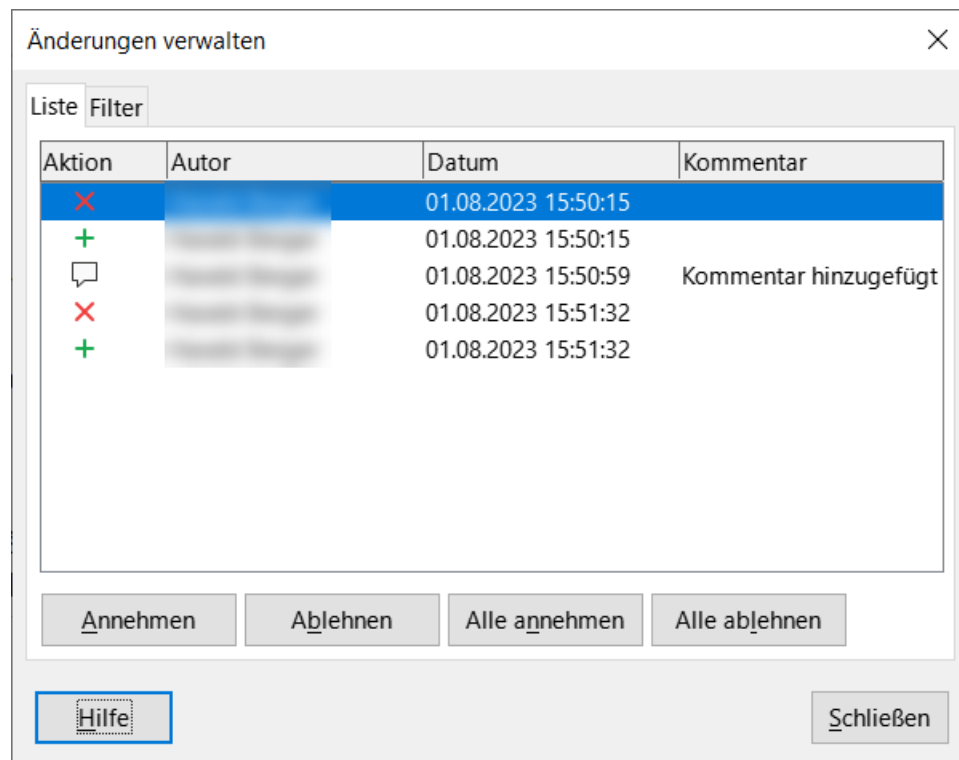 Änderungen verwalten
Liste Filter
Aktion Autor Datum Kommentar
01.08.2023 15:50:15
01.08.2023 15:50:15
01.08.2023 15:50:59 Kommentar hinzugefügt
01.08.2023 15:51:32
01.08.2023 15:51:32
Annehmen Ablehnen Alle annehmen Alle ablehnen
Hilfe Schließen